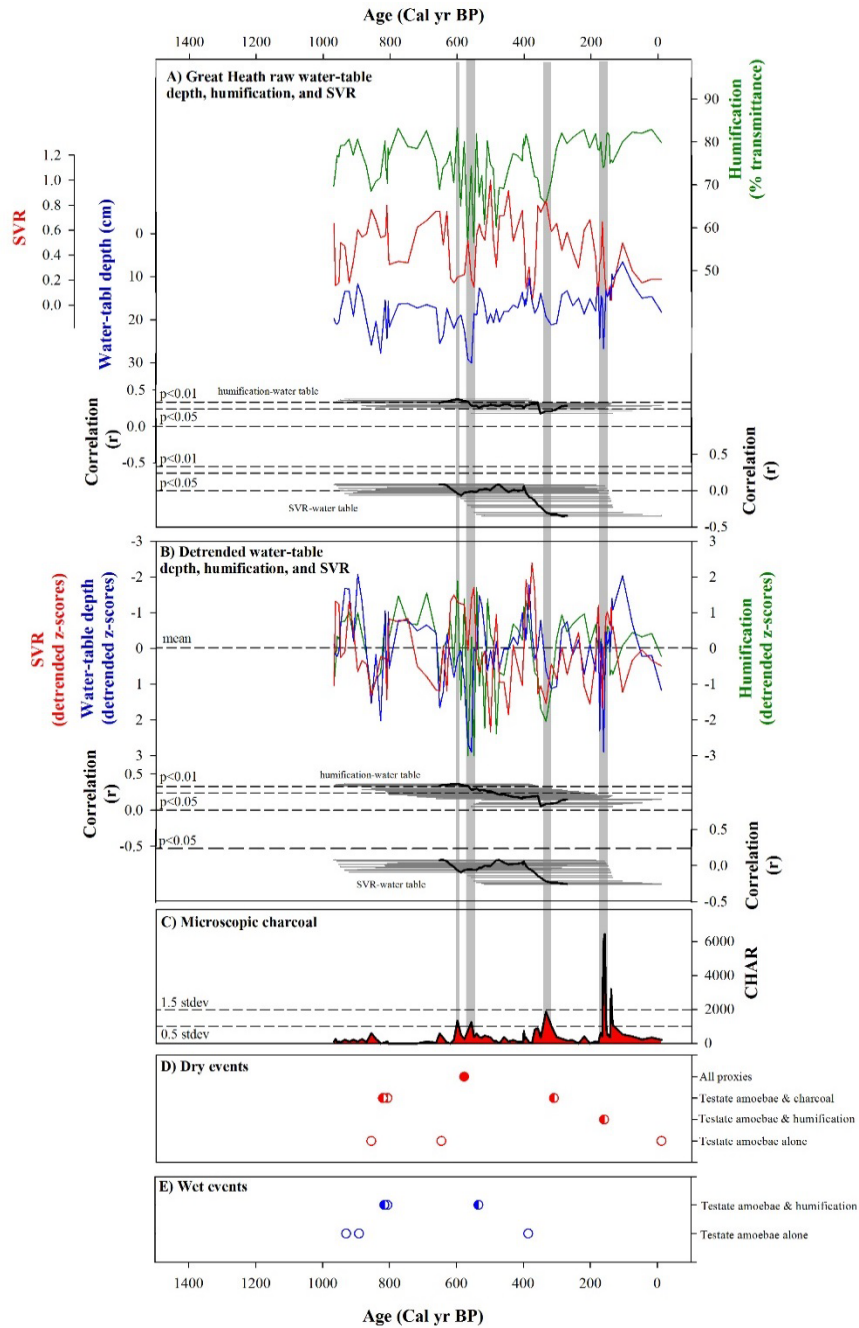 Age (Cal yr BP)
1400 1200 1000 800 600 400 200 0
A) Great Heath raw water-table
depth, humification, and SVR
90
80
70
60
50
Humification
(% transmittance)
SVR
1.2
1.0
0.8
0.6
0.4
0.2
0.0
Water-tabl depth (cm)
0
10
20
30
Correlation
(r)
0.5
0.0
-0.5
p<0.01
humification-water table
p<0.05
p<0.01
p<0.05
SVR-water table
0.5
0.0
-0.5
Correlation
(r)
B) Detrended water-table
depth, humification, and SVR
SVR
(detrended z-scores)
Water-table depth
(detrended z-scores)
-3
-2
-1
0
1
2
3
mean
3
2
1
0
-1
-2
-3
Humification
(detrended z-scores)
Correlation
(r)
0.5
0.0
-0.5
p<0.01
humification-water table
p<0.05
p<0.05
SVR-water table
0.5
0.0
-0.5
Correlation
(r)
C) Microscopic charcoal
1.5 stdev
0.5 stdev
6000
4000
2000
0
CHAR
D) Dry events
All proxies
Testate amoebae & charcoal
Testate amoebae & humification
Testate amoebae alone
E) Wet events
Testate amoebae & humification
Testate amoebae alone
1400 1200 1000 800 600 400 200 0
Age (Cal yr BP)